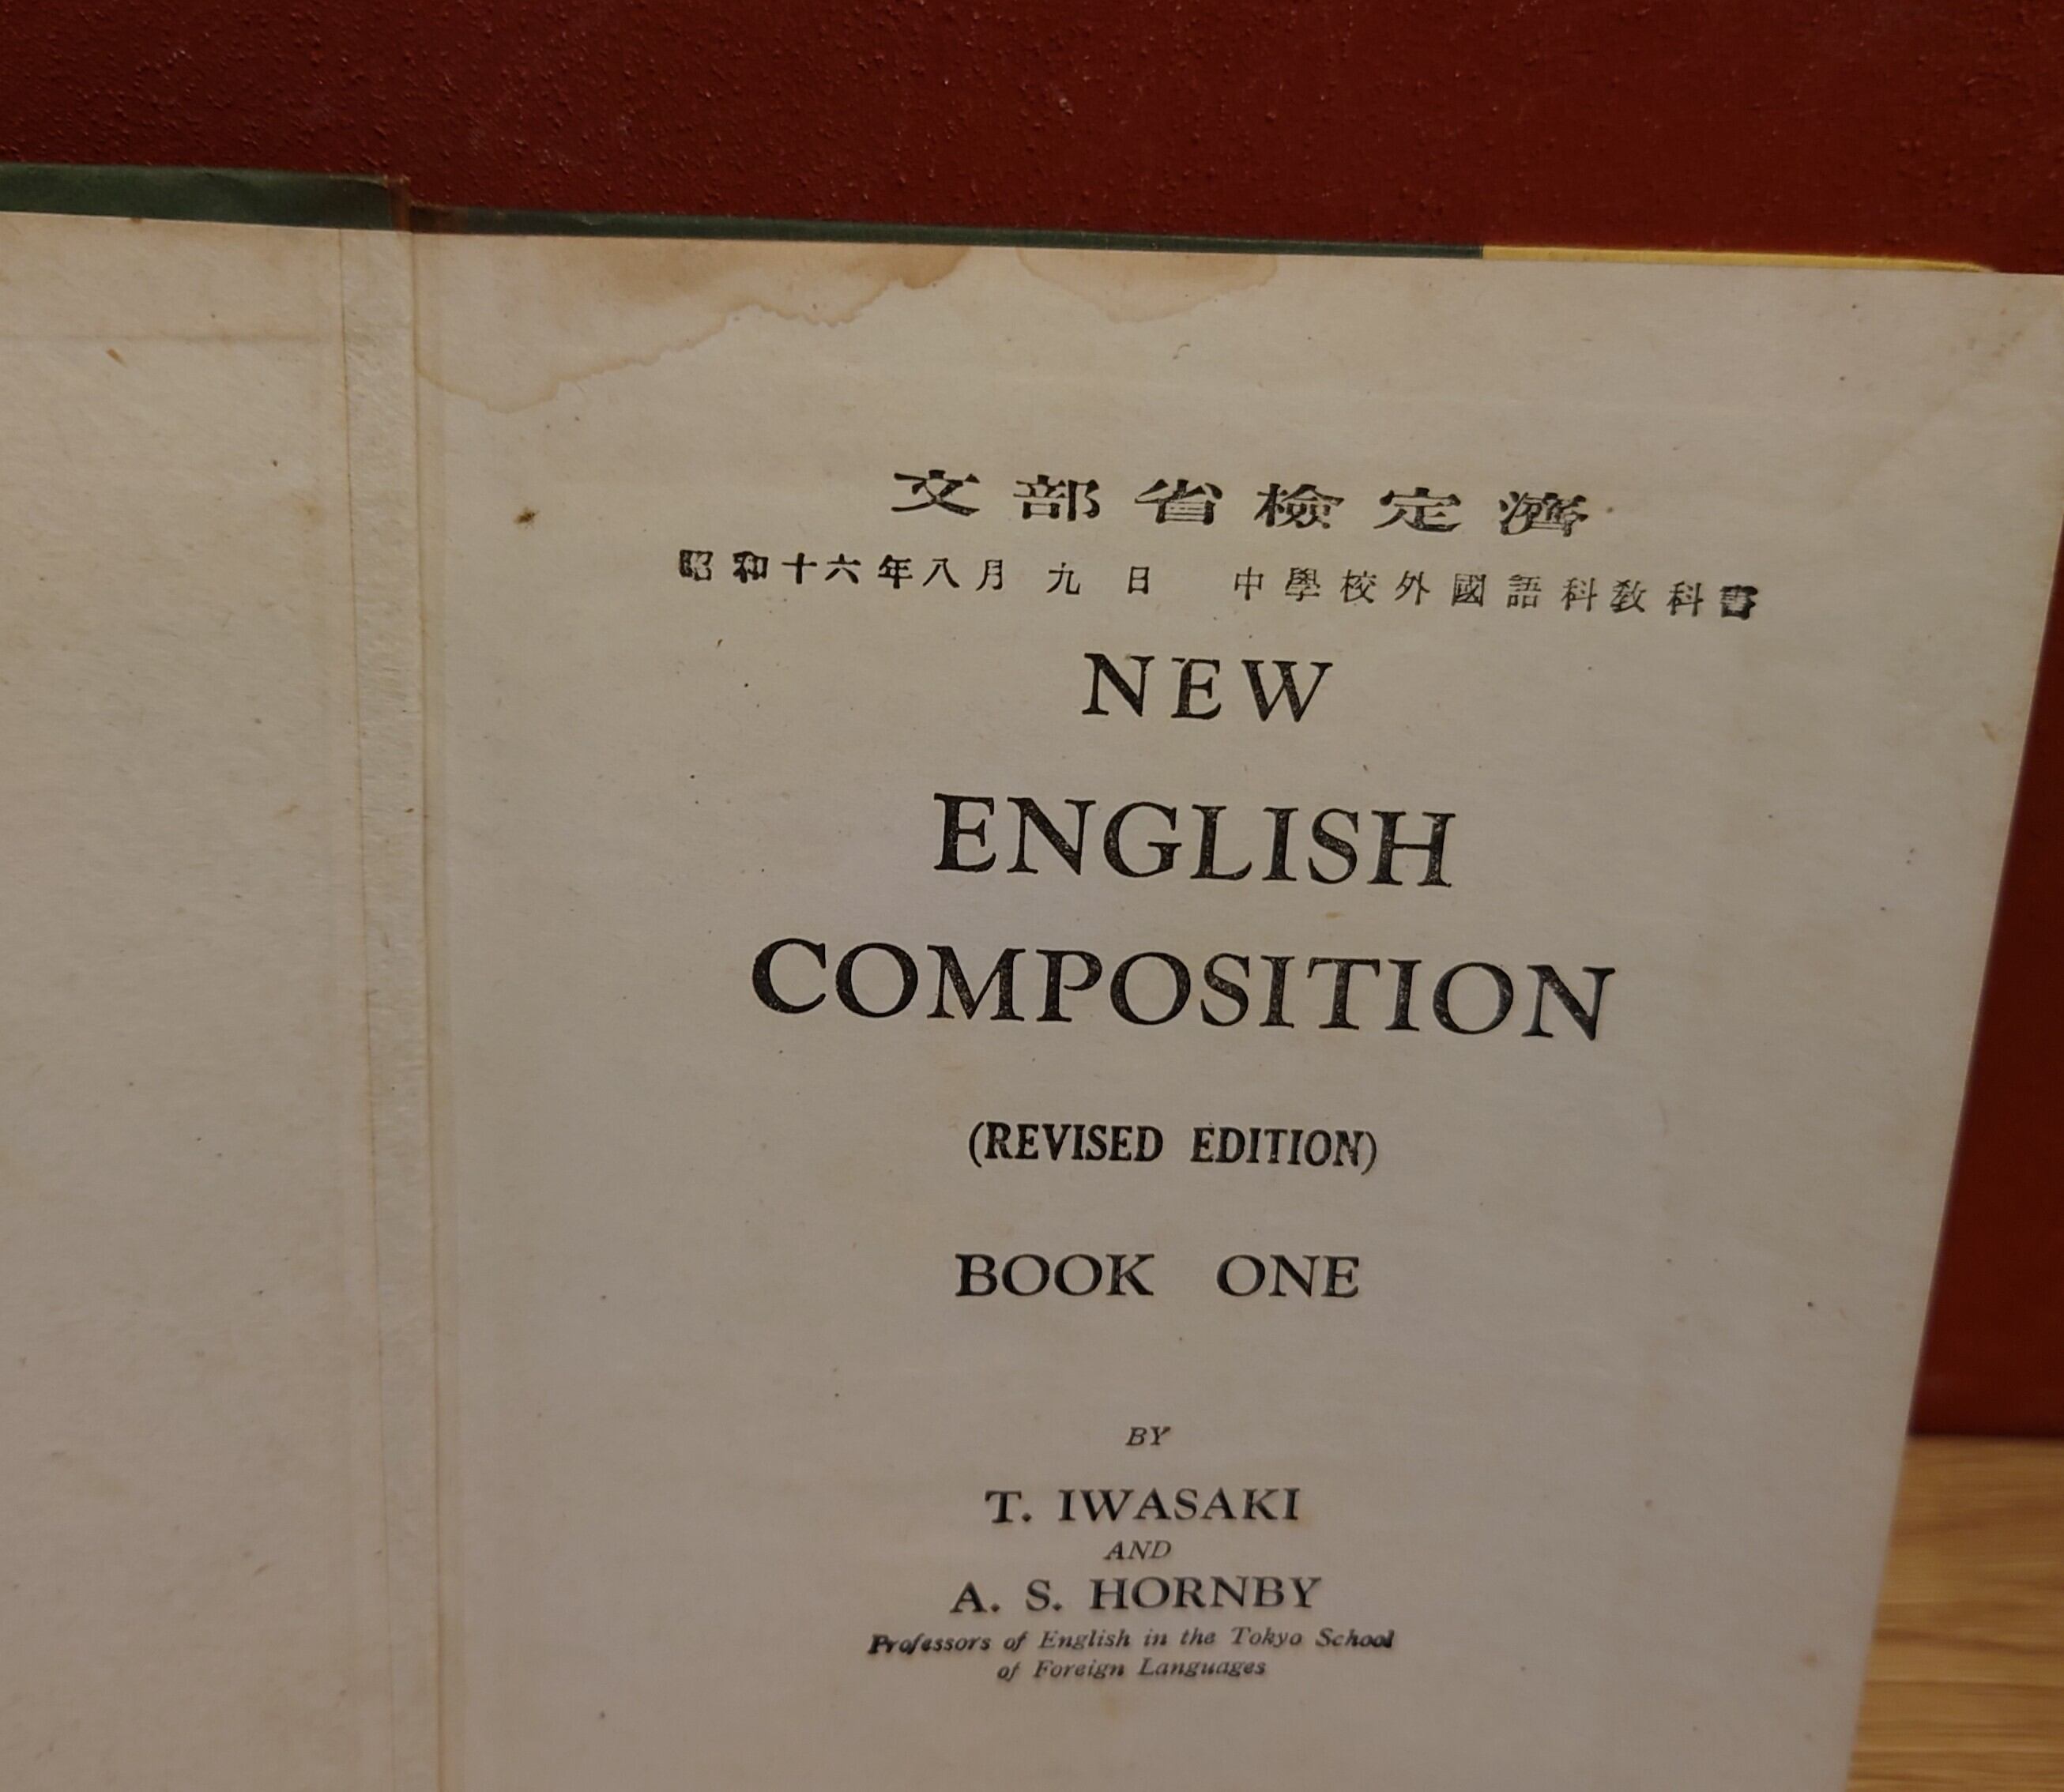 文部省檢定濟
昭和十六年八月九日 中學校外國語科敎科書
NEW
ENGLISH
COMPOSITION
(REVISED EDITION)
BOOK ONE
BY
T. IWASAKI
AND
A. S. HORNBY
Professors of English in the Tokyo School
of Foreign Languages